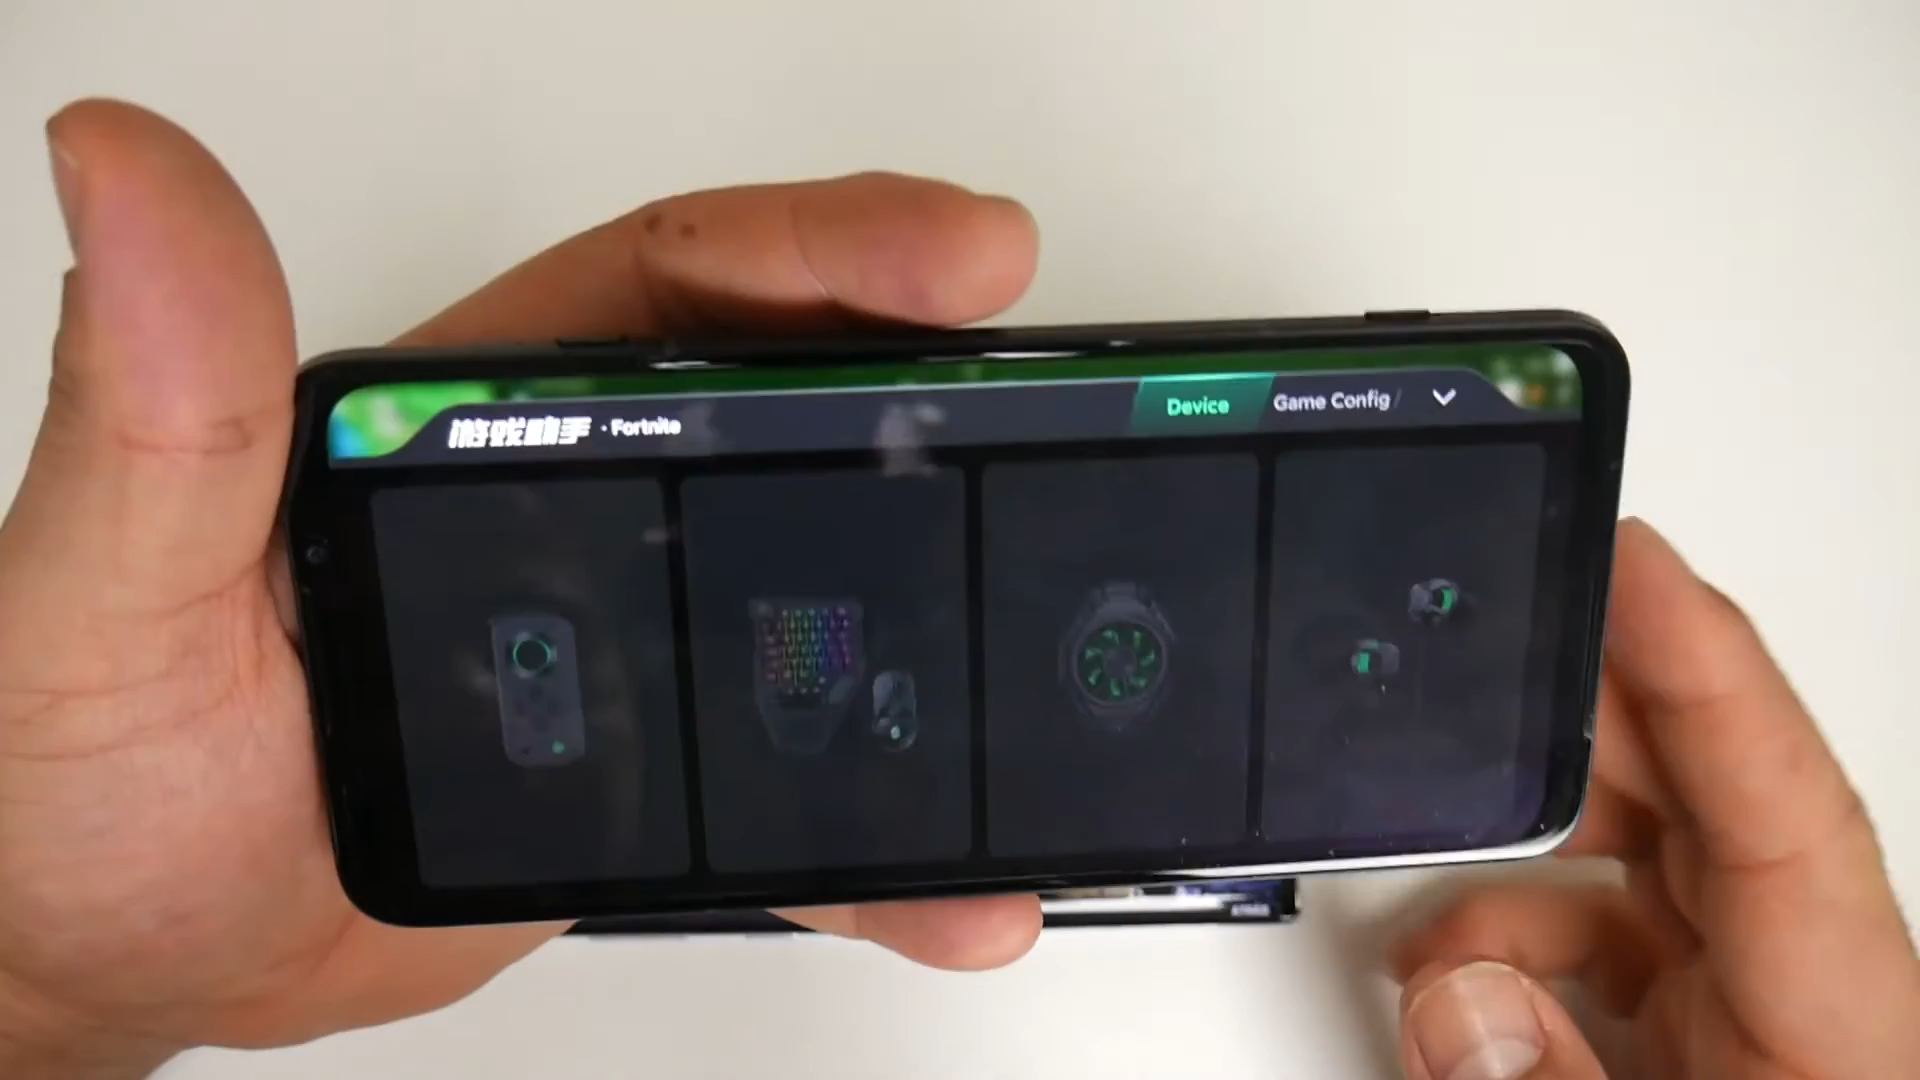 游戏助手 · Fortnite
Device
Game Config